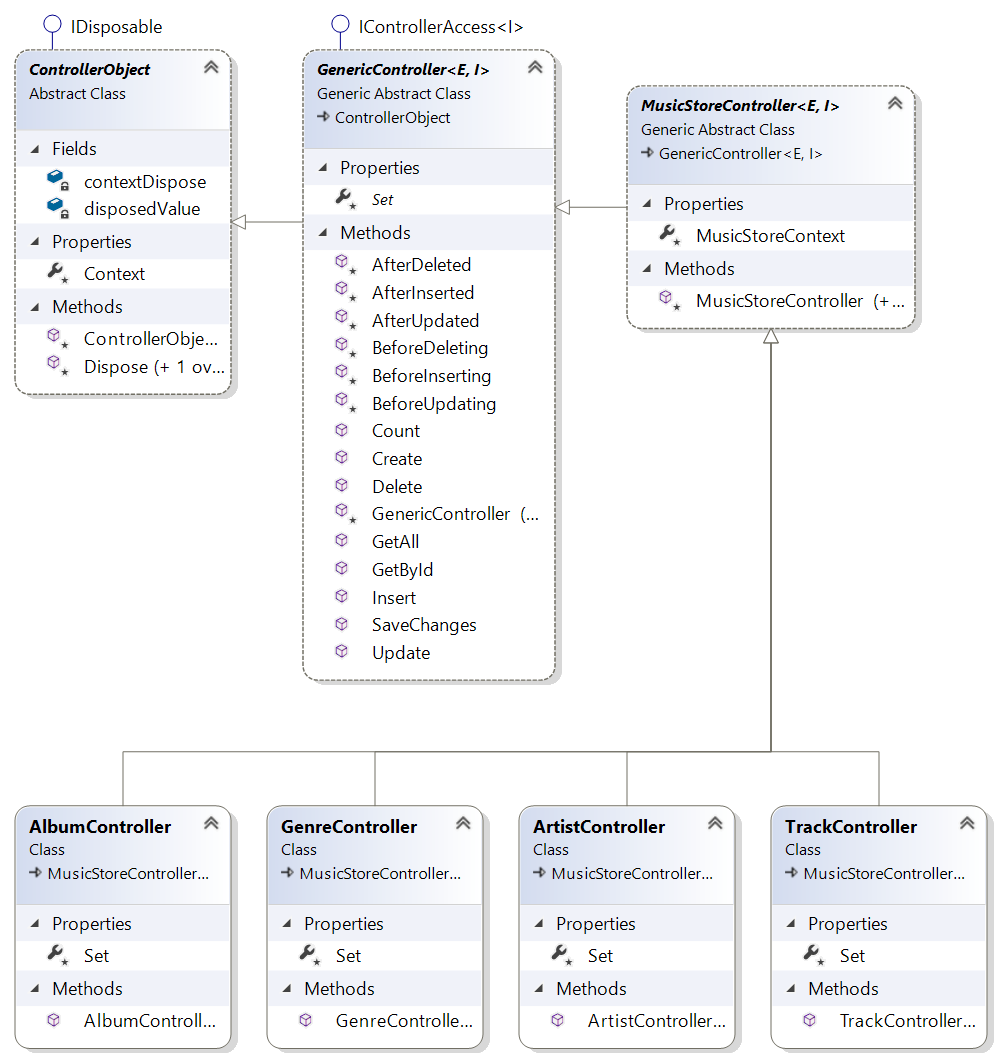 IDisposable
ControllerObject
Abstract Class
Fields
contextDispose
disposedValue
Properties
Context
Methods
ControllerObje...
Dispose (+ 1 ov...
IControllerAccess<I>
GenericController<E, I>
Generic Abstract Class
ControllerObject
Properties
Set
Methods
AfterDeleted
AfterInserted
AfterUpdated
BeforeDeleting
BeforeInserting
BeforeUpdating
Count
Create
Delete
GenericController (...
GetAll
GetById
Insert
SaveChanges
Update
MusicStoreController<E, I>
Generic Abstract Class
GenericController<E, I>
Properties
MusicStoreContext
Methods
MusicStoreController (+...
AlbumController
Class
MusicStoreController...
Properties
Set
Methods
AlbumControll...
GenreController
Class
MusicStoreController...
Properties
Set
Methods
GenreControlle...
ArtistController
Class
MusicStoreController...
Properties
Set
Methods
ArtistController...
TrackController
Class
MusicStoreController...
Properties
Set
Methods
TrackController...